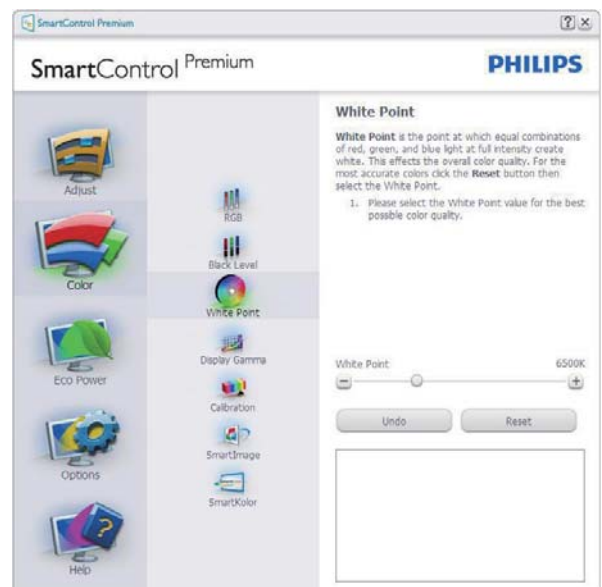 SmartControl Premium
SmartControl Premium
PHILIPS
Adjust
Color
Eco Power
Options
Help
RGB
Black Level
White Point
Display Gamma
Calibration
SmartImage
SmartKolor
White Point
White Point is the point at which equal combinations
of red, green, and blue light at full intensity create
white. This effects the overall color quality. For the
most accurate colors click the Reset button then
select the White Point.
1. Please select the White Point value for the best
possible color quality.
White Point 6500K
Undo Reset